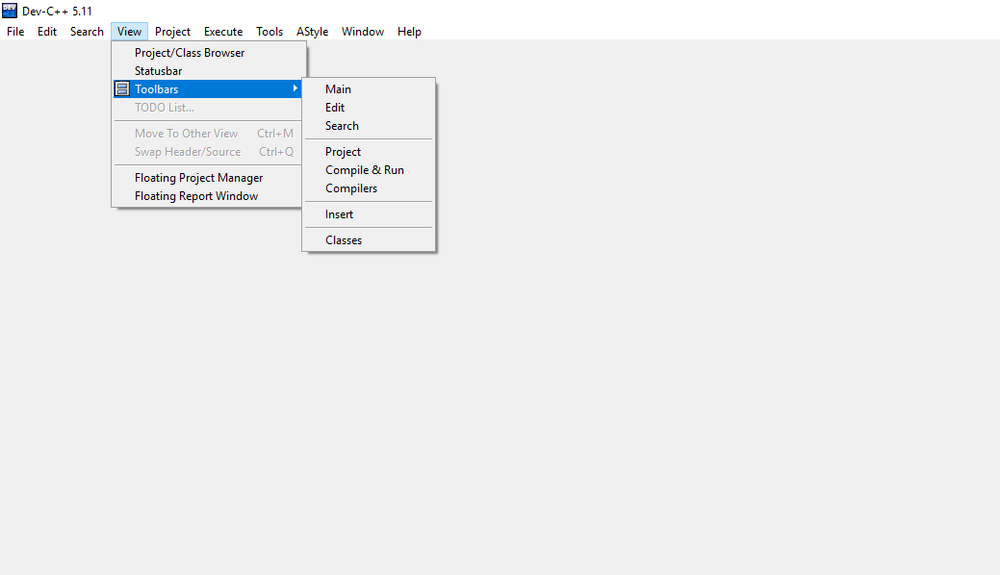 Dev-C++ 5.11
File Edit Search View Project Execute Tools AStyle Window Help
Project/Class Browser
Statusbar
Toolbars
TODO List...
Move To Other View Ctrl+M
Swap Header/Source Ctrl+Q
Floating Project Manager
Floating Report Window
Main
Edit
Search
Project
Compile & Run
Compilers
Insert
Classes